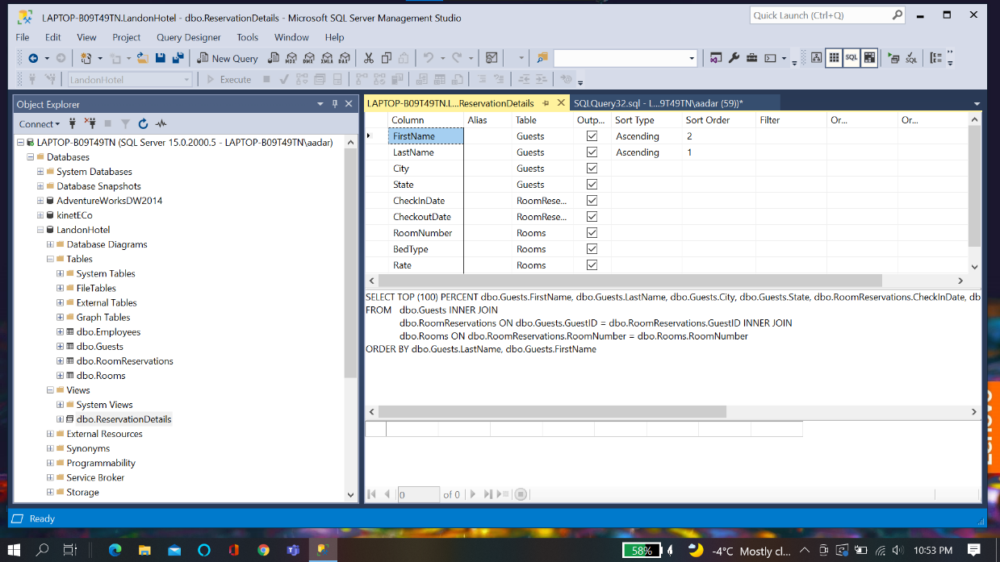 LAPTOP-B09T49TN.LandonHotel - dbo.ReservationDetails - Microsoft SQL Server Management Studio
Quick Launch (Ctrl+Q)
File Edit View Project Query Designer Tools Window Help
New Query MDX DMX XMLA DAX SQL SQL
LandonHotel Execute
Object Explorer
Connect
LAPTOP-B09T49TN (SQL Server 15.0.2000.5 - LAPTOP-B09T49TN\aadar)
Databases
System Databases
Database Snapshots
AdventureWorksDW2014
kinetECo
LandonHotel
Database Diagrams
Tables
System Tables
FileTables
External Tables
Graph Tables
dbo.Employees
dbo.Guests
dbo.RoomReservations
dbo.Rooms
Views
System Views
dbo.ReservationDetails
External Resources
Synonyms
Programmability
Service Broker
Storage
LAPTOP-B09T49TN.L...ReservationDetails SQLQuery32.sql - L...9T49TN\aadar (59))*
Column Alias Table Outp... Sort Type Sort Order Filter Or... Or...
FirstName Guests Ascending 2
LastName Guests Ascending 1
City Guests
State Guests
CheckInDate RoomRese...
CheckoutDate RoomRese...
RoomNumber Rooms
BedType Rooms
Rate Rooms
SELECT TOP (100) PERCENT dbo.Guests.FirstName, dbo.Guests.LastName, dbo.Guests.City, dbo.Guests.State, dbo.RoomReservations.CheckInDate, db
FROM dbo.Guests INNER JOIN
dbo.RoomReservations ON dbo.Guests.GuestID = dbo.RoomReservations.GuestID INNER JOIN
dbo.Rooms ON dbo.RoomReservations.RoomNumber = dbo.Rooms.RoomNumber
ORDER BY dbo.Guests.LastName, dbo.Guests.FirstName
0 of 0
Ready
58% -4°C Mostly cl... 10:53 PM